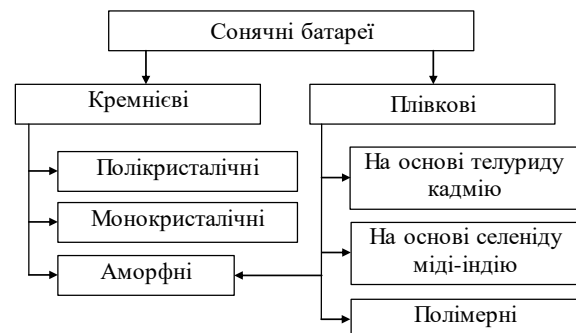 Сонячні батареї
Кремнієві
Плівкові
Полікристалічні
Монокристалічні
Аморфні
На основі телуриду
кадмію
На основі селеніду
міді-індію
Полімерні